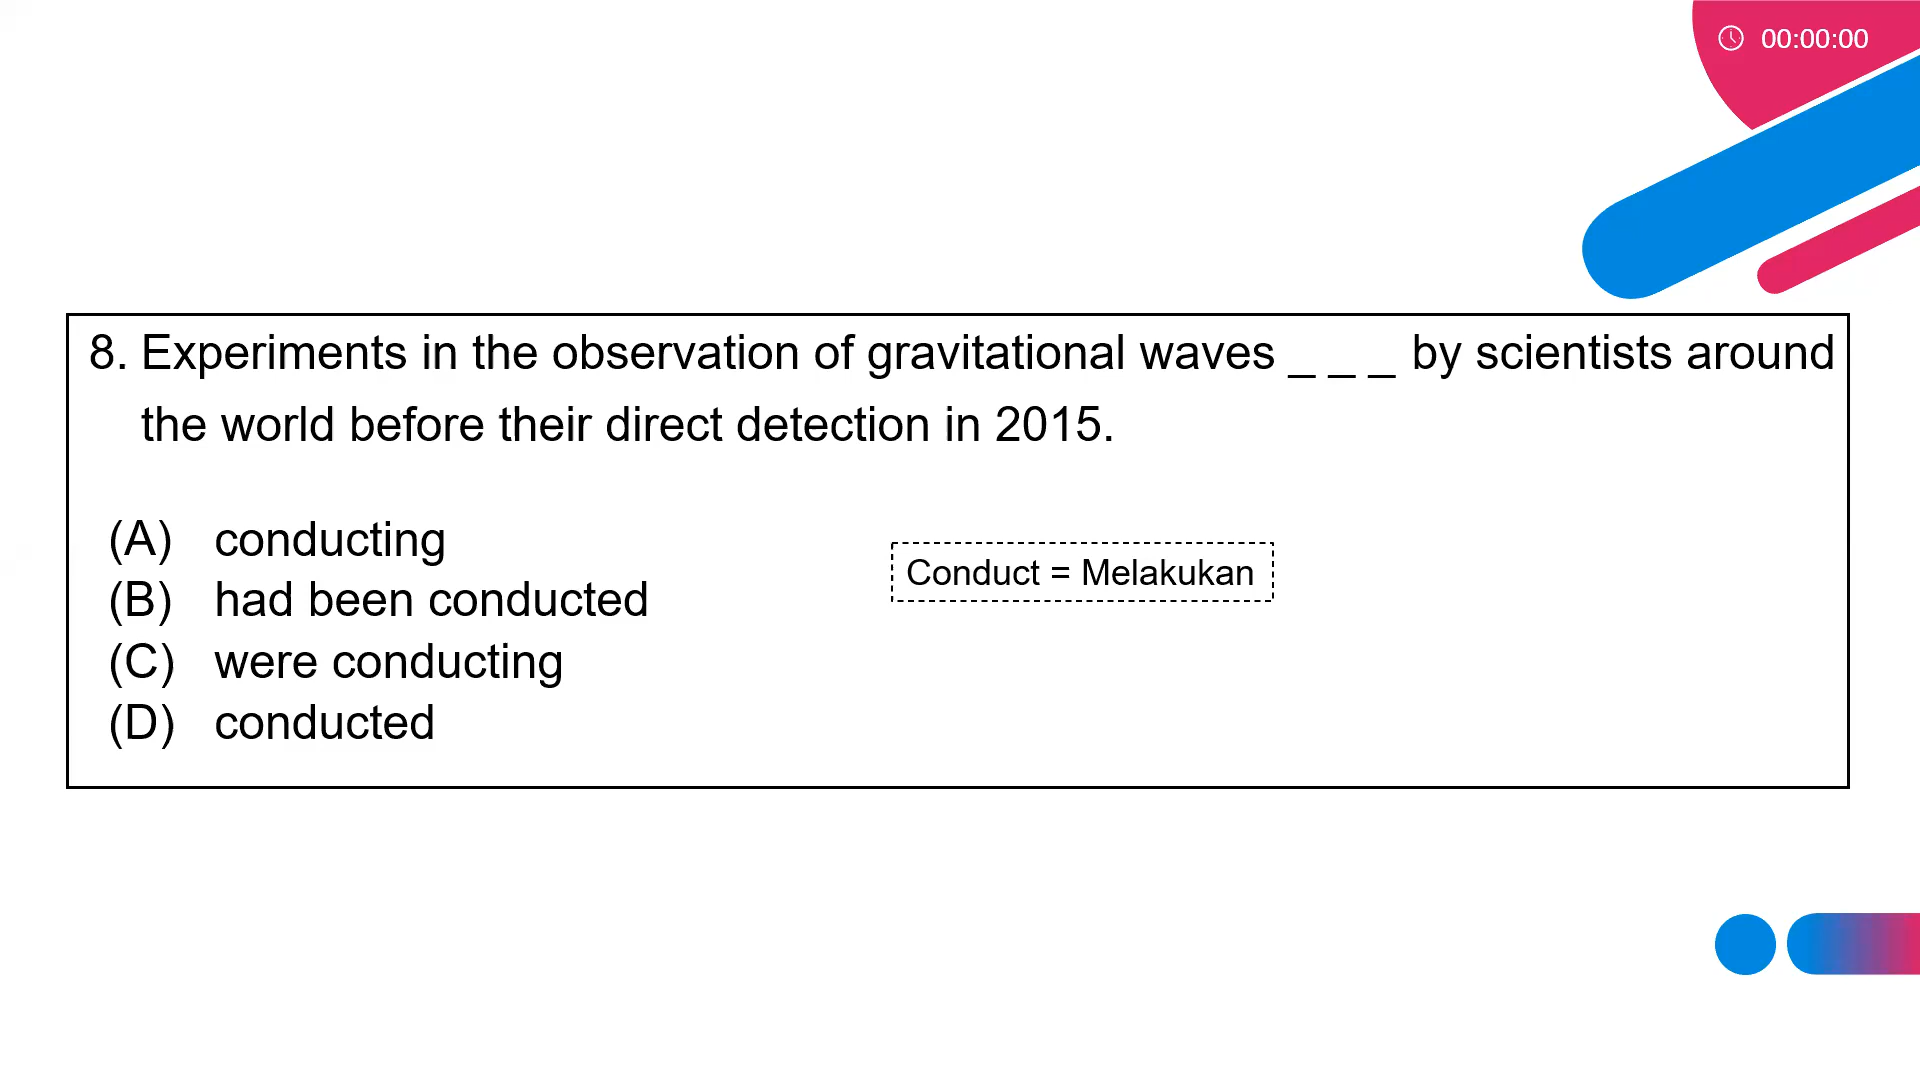 00:00:00
8. Experiments in the observation of gravitational waves _ _ _ by scientists around
the world before their direct detection in 2015.
(A) conducting
(B) had been conducted
(C) were conducting
(D) conducted
Conduct = Melakukan